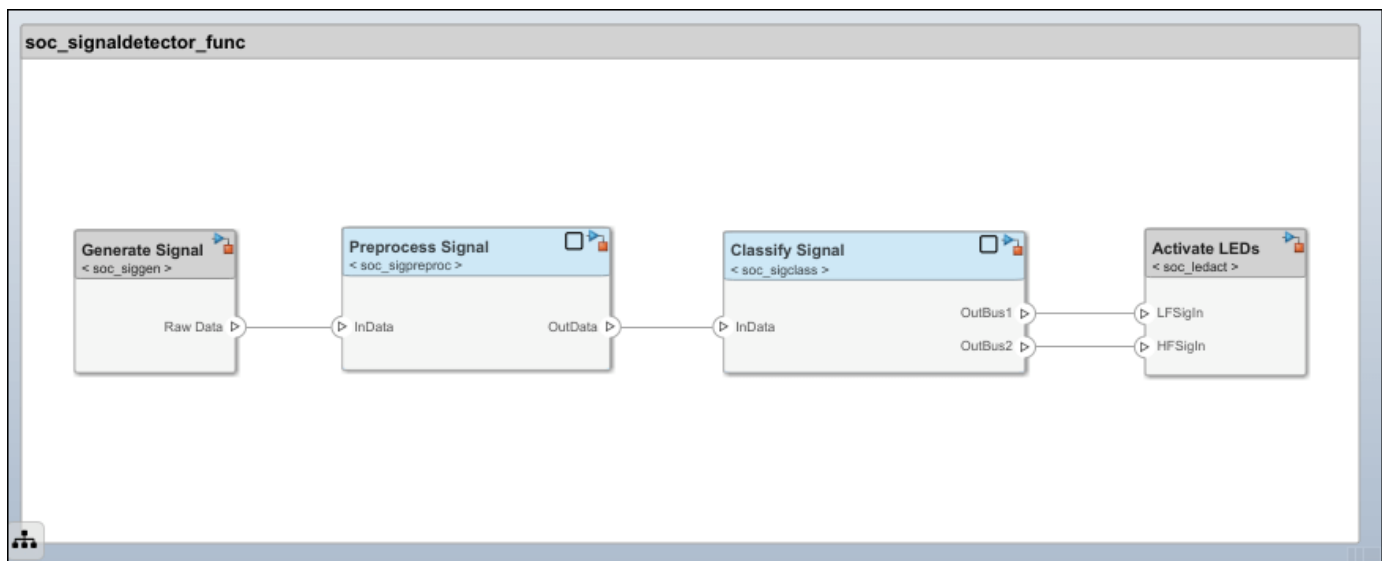 soc_signaldetector_func
Generate Signal
< soc_siggen >
Raw Data
Preprocess Signal
< soc_sigpreproc >
InData
OutData
Classify Signal
< soc_sigclass >
InData
OutBus1
OutBus2
Activate LEDs
< soc_ledact >
LFSigIn
HFSigIn